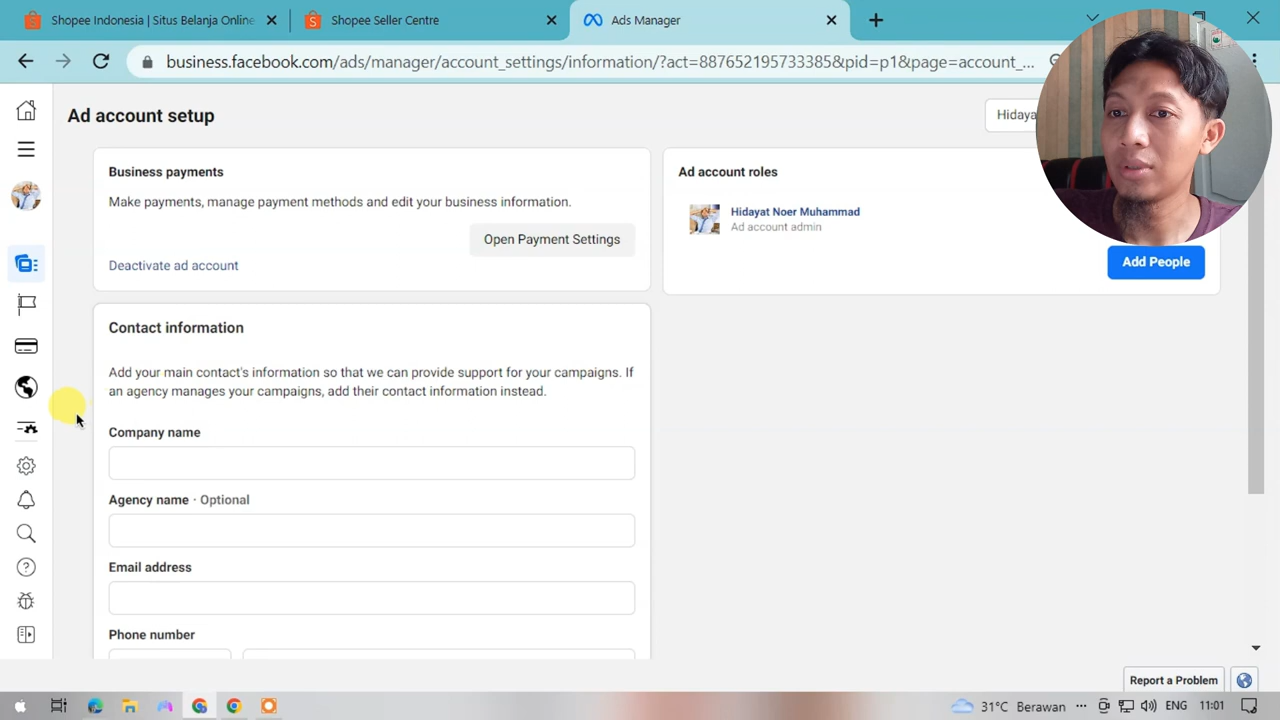 Shopee Indonesia | Situs Belanja Online
Shopee Seller Centre
Ads Manager
business.facebook.com/ads/manager/account_settings/information/?act=887652195733385&pid=p1&page=account_...
Ad account setup
Hidaya
Business payments
Make payments, manage payment methods and edit your business information.
Open Payment Settings
Deactivate ad account
Ad account roles
Hidayat Noer Muhammad
Ad account admin
Add People
Contact information
Add your main contact's information so that we can provide support for your campaigns. If
an agency manages your campaigns, add their contact information instead.
Company name
Agency name · Optional
Email address
Phone number
Report a Problem
31°C Berawan
ENG
11:01